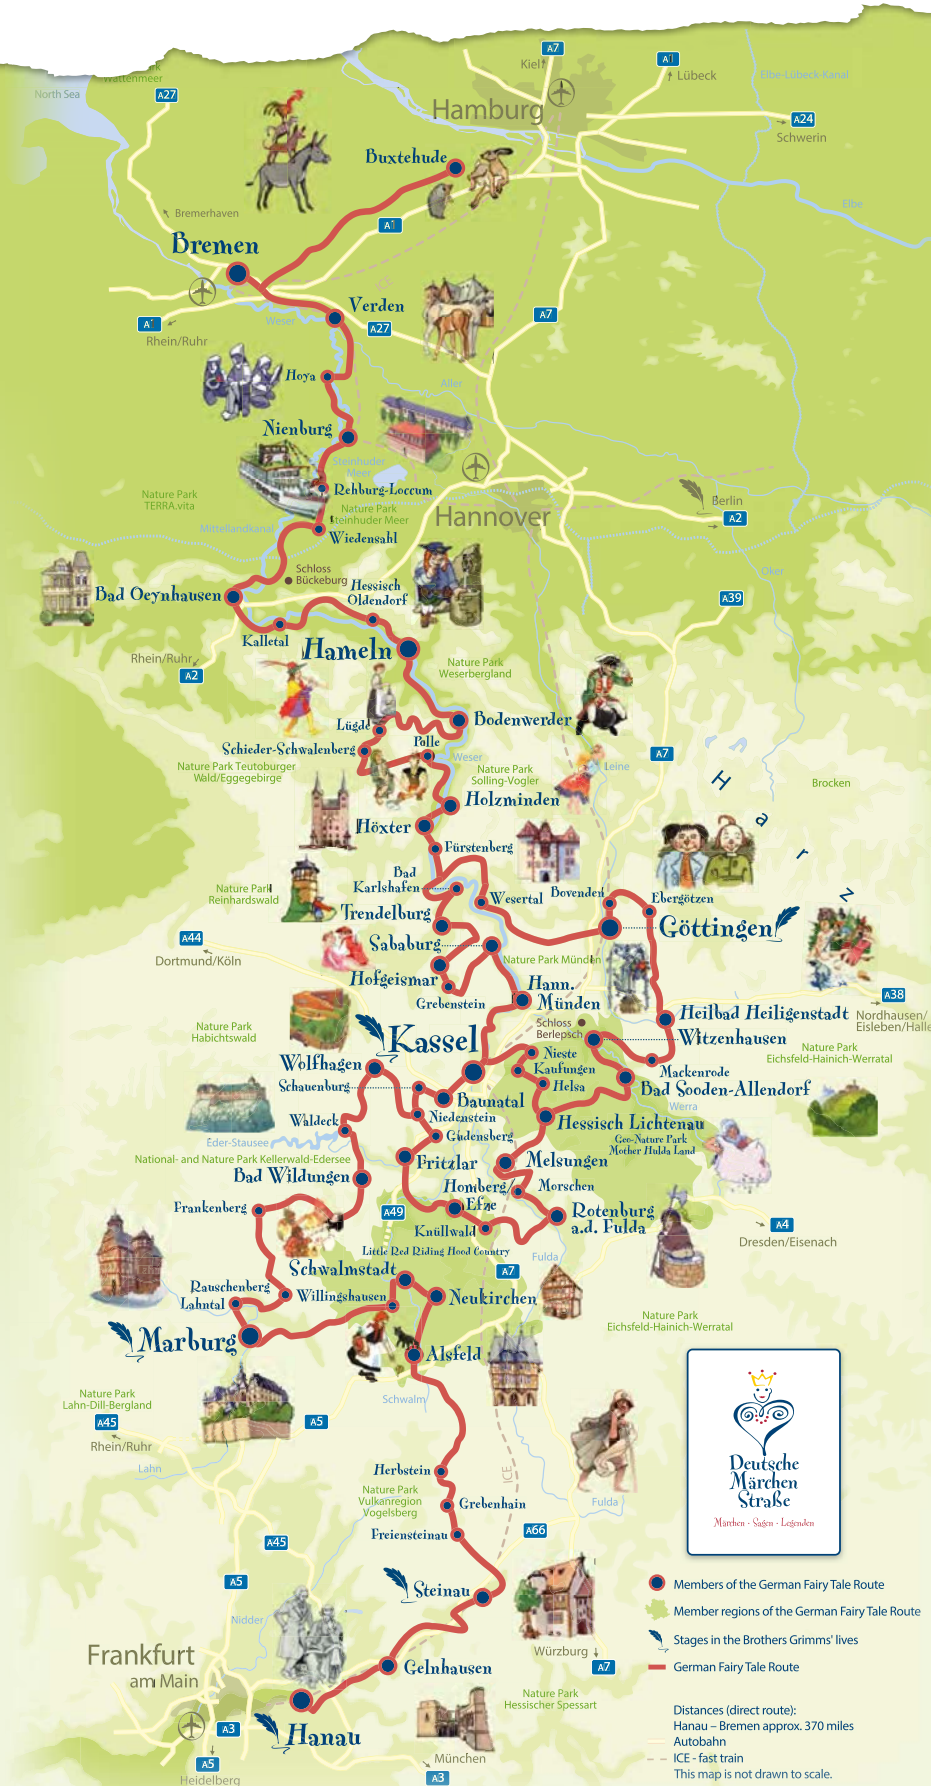 Wattenmeer
North Sea
A27
A7
Kiel
A1
Lübeck
Elbe-Lübeck-Kanal
Hamburg
A24
Schwerin
Buxtehude
Elbe
Bremerhaven
A1
Bremen
ICE
Verden
Weser
A27
A7
Rhein/Ruhr
Hoya
Aller
Nienburg
Steinhuder
Meer
Rehburg-Loccum
Nature Park
TERRA.vita
Nature Park
Steinhuder Meer
Hannover
Berlin
A2
Mittellandkanal
Wiedensahl
Schloss
Bückeburg
Oker
Bad Oeynhausen
Hessisch
Oldendorf
A39
Kalletal
Hameln
Rhein/Ruhr
A2
Nature Park
Weserbergland
Lügde
Bodenwerder
Schieder-Schwalenberg
Polle
Weser
A7
Leine
Nature Park Teutoburger
Wald/Eggegebirge
Nature Park
Solling-Vogler
Harz
Brocken
Holzminden
Höxter
Fürstenberg
Bad
Karlshafen
Nature Park
Reinhardswald
Wesertal
Bovenden
Ebergötzen
Trendelburg
Göttingen
A44
Dortmund/Köln
Sababurg
Nature Park Münden
Hofgeismar
Grebenstein
Hann.
Münden
A38
Nordhausen/
Eisleben/Halle
Heilbad Heiligenstadt
Nature Park
Habichtswald
Kassel
Schloss
Berlepsch
Witzenhausen
Nature Park
Eichsfeld-Hainich-Werratal
Wolfhagen
Nieste
Kaufungen
Mackenrode
Schauenburg
Helsa
Bad Sooden-Allendorf
Baunatal
Werra
Niedenstein
Waldeck
Hessisch Lichtenau
Gudensberg
Geo-Nature Park
Mother Hulda Land
Eder-Stausee
National- and Nature Park Kellerwald-Edersee
Fritzlar
Melsungen
Bad Wildungen
Homberg/
Efze
Morschen
Frankenberg
A49
Rotenburg
a.d. Fulda
A4
Dresden/Eisenach
Knüllwald
Little Red Riding Hood Country
Fulda
Schwalmstadt
A7
Rauschenberg
Willingshausen
Neukirchen
Lahntal
Nature Park
Eichsfeld-Hainich-Werratal
Marburg
Alsfeld
Nature Park
Lahn-Dill-Bergland
Schwalm
A45
Rhein/Ruhr
A5
Lahn
Herbstein
ICE
Nature Park
Vulkanregion
Vogelsberg
Grebenhain
Fulda
Freiensteinau
A66
A45
A5
Steinau
Nidder
Frankfurt
am Main
Würzburg
A7
Gelnhausen
Nature Park
Hessischer Spessart
Hanau
A3
München
A3
A5
Heidelberg
Deutsche
Märchen
Straße
Märchen · Sagen · Legenden
Members of the German Fairy Tale Route
Member regions of the German Fairy Tale Route
Stages in the Brothers Grimms' lives
German Fairy Tale Route
Distances (direct route):
Hanau – Bremen approx. 370 miles
Autobahn
ICE - fast train
This map is not drawn to scale.